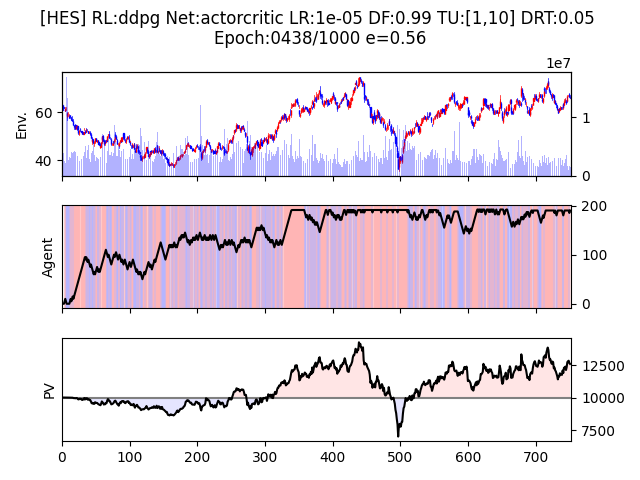 [HES] RL:ddpg Net:actorcritic LR:1e-05 DF:0.99 TU:[1,10] DRT:0.05
Epoch:0438/1000 e=0.56
1e7
Env.
60
40
1
0
Agent
200
100
0
PV
12500
10000
7500
0 100 200 300 400 500 600 700